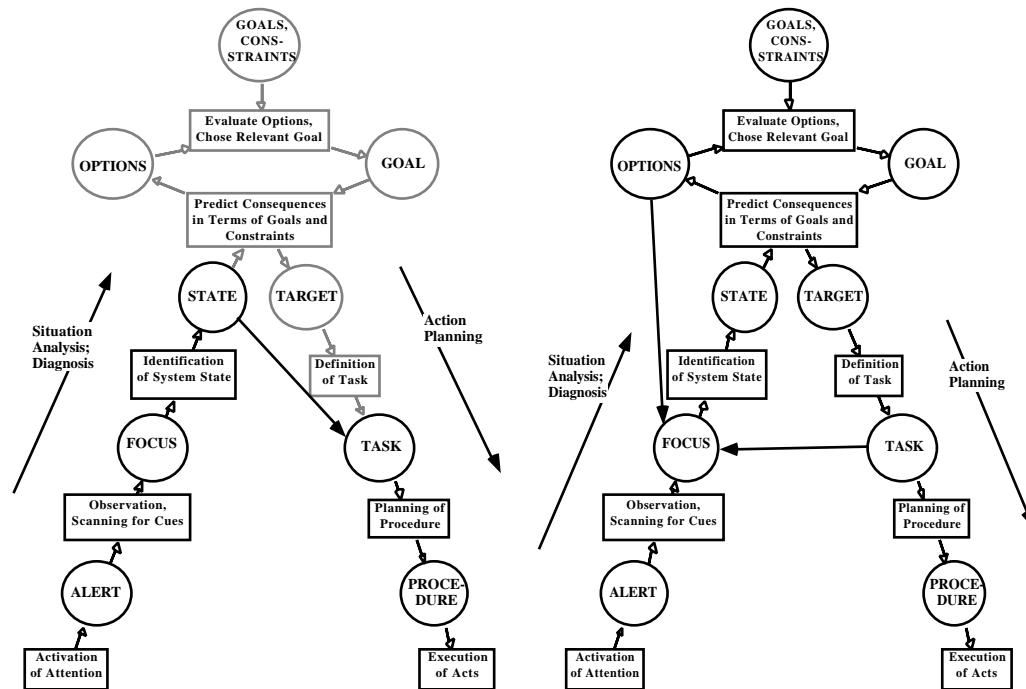 GOALS,
CONS-
STRAINTS
Evaluate Options,
Chose Relevant Goal
OPTIONS
GOAL
Predict Consequences
in Terms of Goals and
Constraints
STATE
TARGET
Situation
Analysis;
Diagnosis
Action
Planning
Identification
of System State
Definition
of Task
FOCUS
TASK
Observation,
Scanning for Cues
Planning of
Procedure
ALERT
PROCE-
DURE
Activation
of Attention
Execution
of Acts
GOALS,
CONS-
STRAINTS
Evaluate Options,
Chose Relevant Goal
OPTIONS
GOAL
Predict Consequences
in Terms of Goals and
Constraints
STATE
TARGET
Situation
Analysis;
Diagnosis
Action
Planning
Identification
of System State
Definition
of Task
FOCUS
TASK
Observation,
Scanning for Cues
Planning of
Procedure
ALERT
PROCE-
DURE
Activation
of Attention
Execution
of Acts